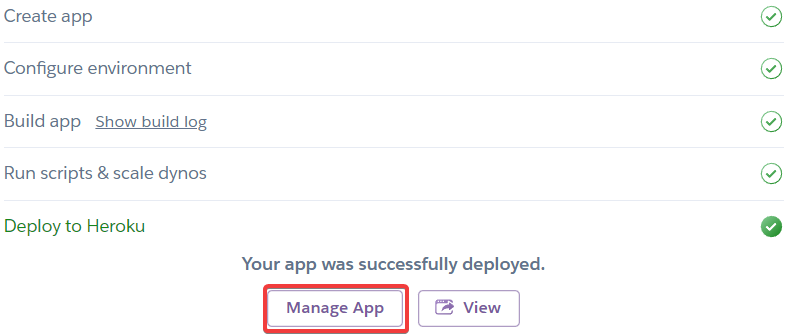 Create app
Configure environment
Build app Show build log
Run scripts & scale dynos
Deploy to Heroku
Your app was successfully deployed.
Manage App View